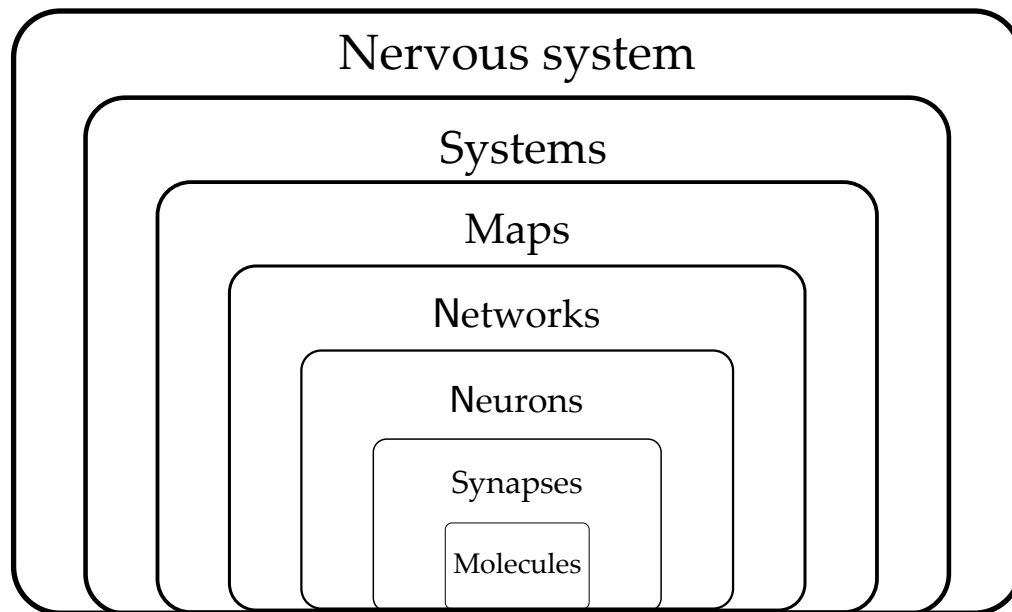 Nervous system
Systems
Maps
Networks
Neurons
Synapses
Molecules